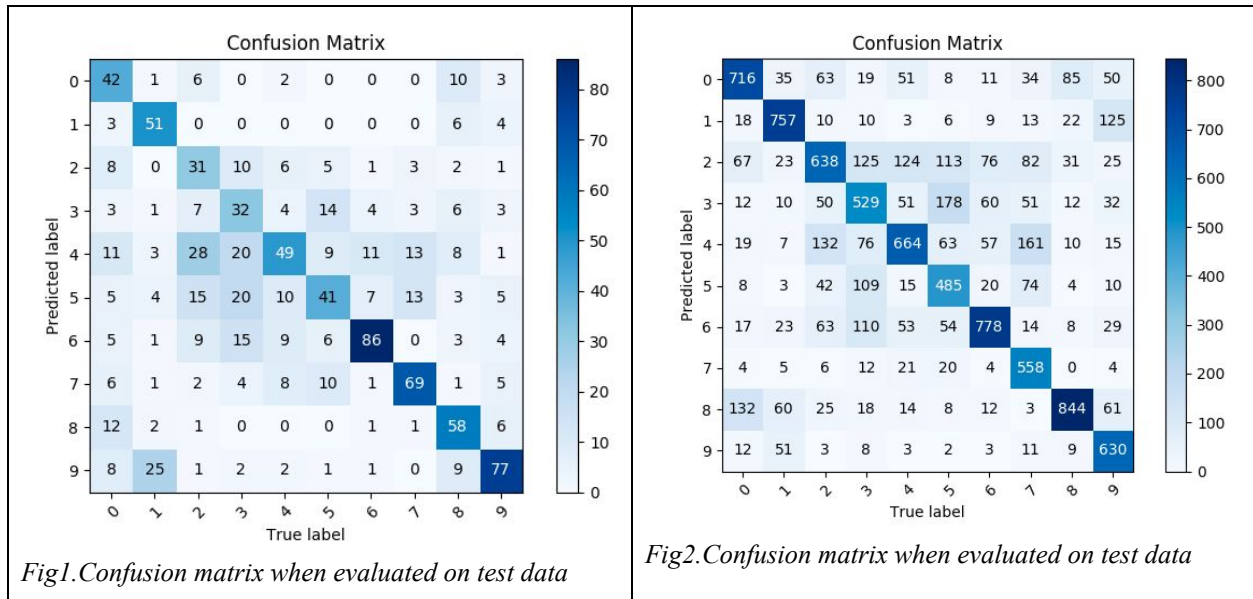 Confusion Matrix
0 42 1 6 0 2 0 0 0 10 3
1 3 51 0 0 0 0 0 0 6 4
2 8 0 31 10 6 5 1 3 2 1
3 3 1 7 32 4 14 4 3 6 3
4 11 3 28 20 49 9 11 13 8 1
5 5 4 15 20 10 41 7 13 3 5
6 5 1 9 15 9 6 86 0 3 4
7 6 1 2 4 8 10 1 69 1 5
8 12 2 1 0 0 0 1 1 58 6
9 8 25 1 2 2 1 1 0 9 77
0 1 2 3 4 5 6 7 8 9
Predicted label
True label
80
70
60
50
40
30
20
10
0
Fig1.Confusion matrix when evaluated on test data
Confusion Matrix
0 716 35 63 19 51 8 11 34 85 50
1 18 757 10 10 3 6 9 13 22 125
2 67 23 638 125 124 113 76 82 31 25
3 12 10 50 529 51 178 60 51 12 32
4 19 7 132 76 664 63 57 161 10 15
5 8 3 42 109 15 485 20 74 4 10
6 17 23 63 110 53 54 778 14 8 29
7 4 5 6 12 21 20 4 558 0 4
8 132 60 25 18 14 8 12 3 844 61
9 12 51 3 8 3 2 3 11 9 630
0 1 2 3 4 5 6 7 8 9
Predicted label
True label
800
700
600
500
400
300
200
100
0
Fig2.Confusion matrix when evaluated on test data